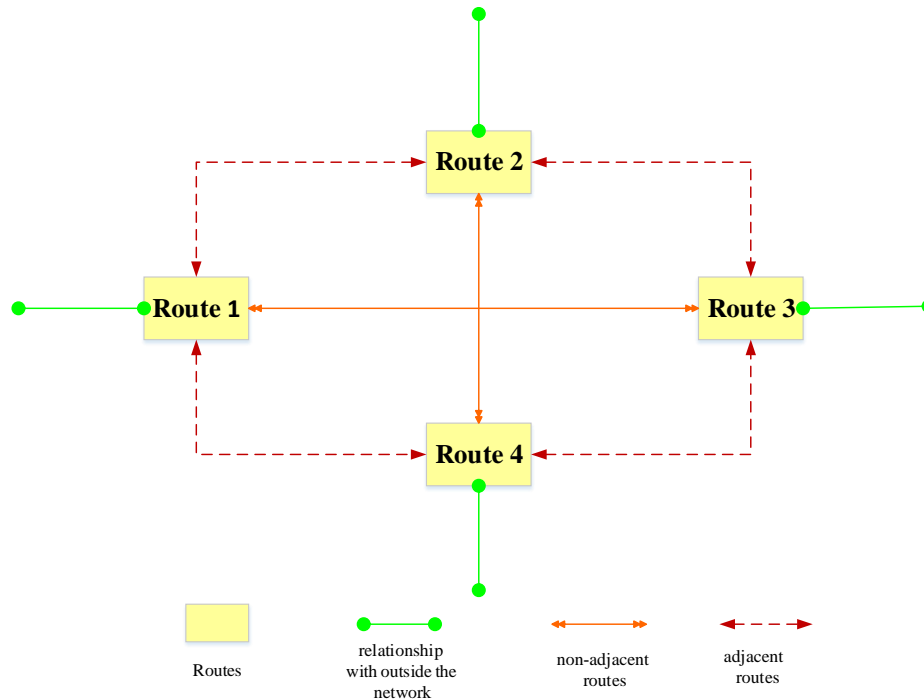 Route 2
Route 1
Route 3
Route 4
Routes
relationship
with outside the
network
non-adjacent
routes
adjacent
routes